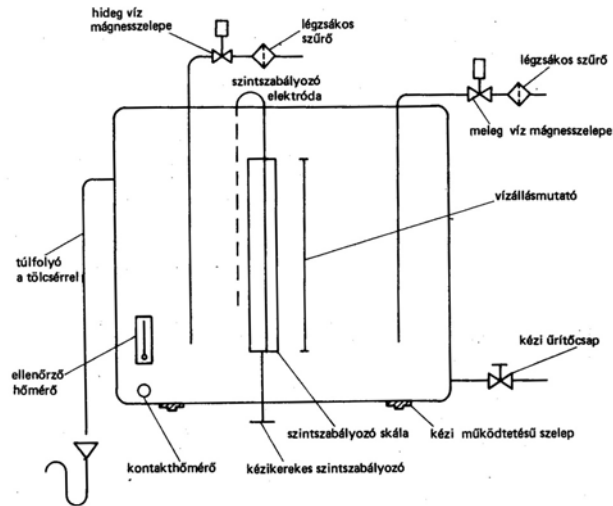 hideg víz
mágnesszelepe
légzsákos
szűrő
szintszabályozó
elektróda
légzsákos
szűrő
meleg víz mágnesszelepe
vízállásmutató
túlfolyó
a tölcsérrel
kézi űrítőcsap
ellenőrző
hőmérő
szintszabályozó skála
kézi működtetésű szelep
kontakthőmérő
kézikerekes szintszabályozó